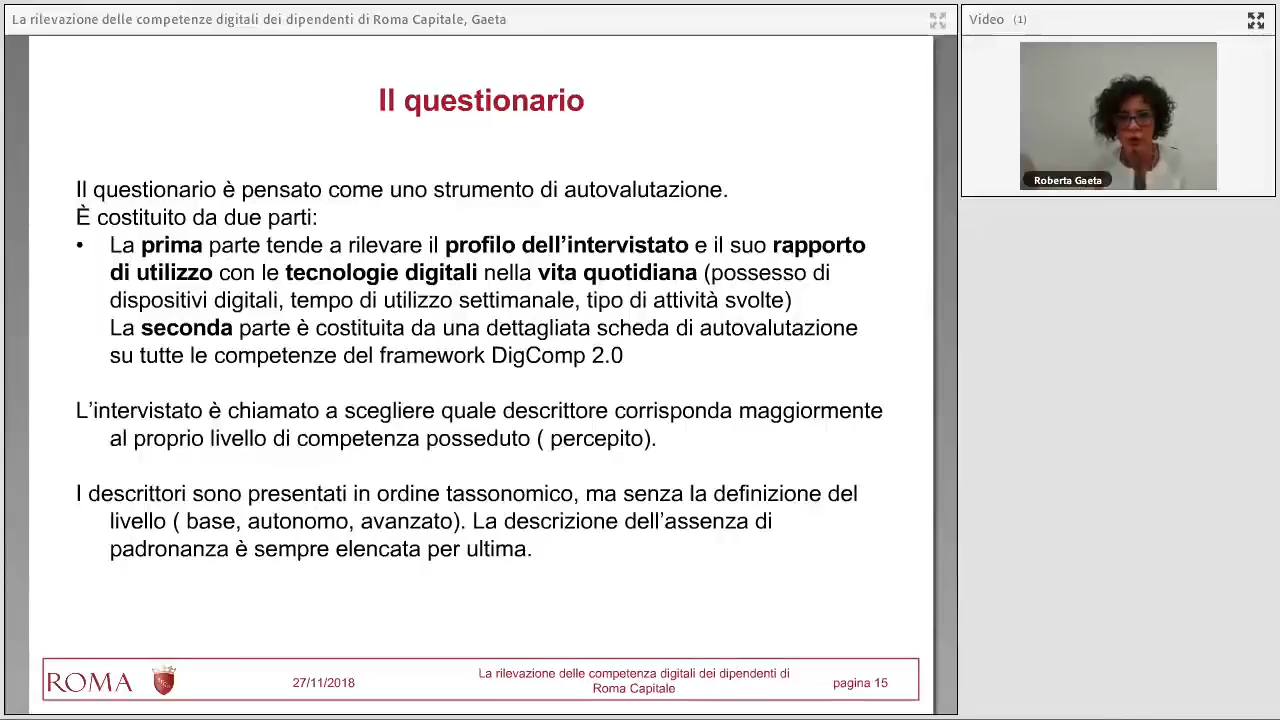 La rilevazione delle competenze digitali dei dipendenti di Roma Capitale, Gaeta
Video (1)
Roberta Gaeta
Il questionario
Il questionario è pensato come uno strumento di autovalutazione.
È costituito da due parti:
• La prima parte tende a rilevare il profilo dell’intervistato e il suo rapporto
di utilizzo con le tecnologie digitali nella vita quotidiana (possesso di
dispositivi digitali, tempo di utilizzo settimanale, tipo di attività svolte)
La seconda parte è costituita da una dettagliata scheda di autovalutazione
su tutte le competenze del framework DigComp 2.0
L’intervistato è chiamato a scegliere quale descrittore corrisponda maggiormente
al proprio livello di competenza posseduto ( percepito).
I descrittori sono presentati in ordine tassonomico, ma senza la definizione del
livello ( base, autonomo, avanzato). La descrizione dell’assenza di
padronanza è sempre elencata per ultima.
ROMA
27/11/2018
La rilevazione delle competenza digitali dei dipendenti di
Roma Capitale
pagina 15